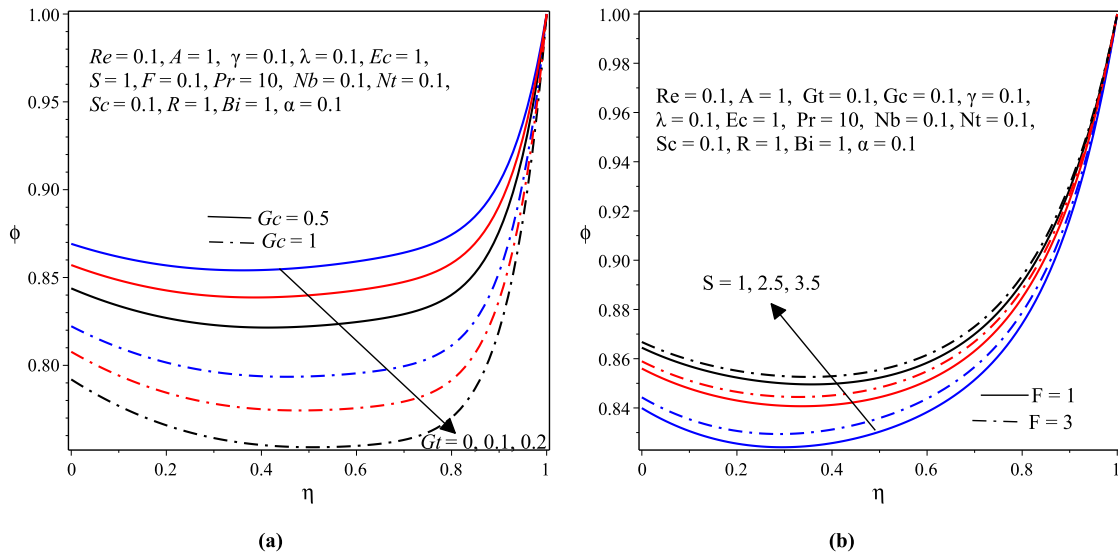 1.00
0.95
0.90
0.85
0.80
ϕ
Re = 0.1, A = 1, γ = 0.1, λ = 0.1, Ec = 1,
S = 1, F = 0.1, Pr = 10, Nb = 0.1, Nt = 0.1,
Sc = 0.1, R = 1, Bi = 1, α = 0.1
Gc = 0.5
Gc = 1
Gt = 0, 0.1, 0.2
0 0.2 0.4 0.6 0.8 1
η
(a)
1.00
0.98
0.96
0.94
0.92
0.90
0.88
0.86
0.84
ϕ
Re = 0.1, A = 1, Gt = 0.1, Gc = 0.1, γ = 0.1,
λ = 0.1, Ec = 1, Pr = 10, Nb = 0.1, Nt = 0.1,
Sc = 0.1, R = 1, Bi = 1, α = 0.1
S = 1, 2.5, 3.5
F = 1
F = 3
0 0.2 0.4 0.6 0.8 1
η
(b)